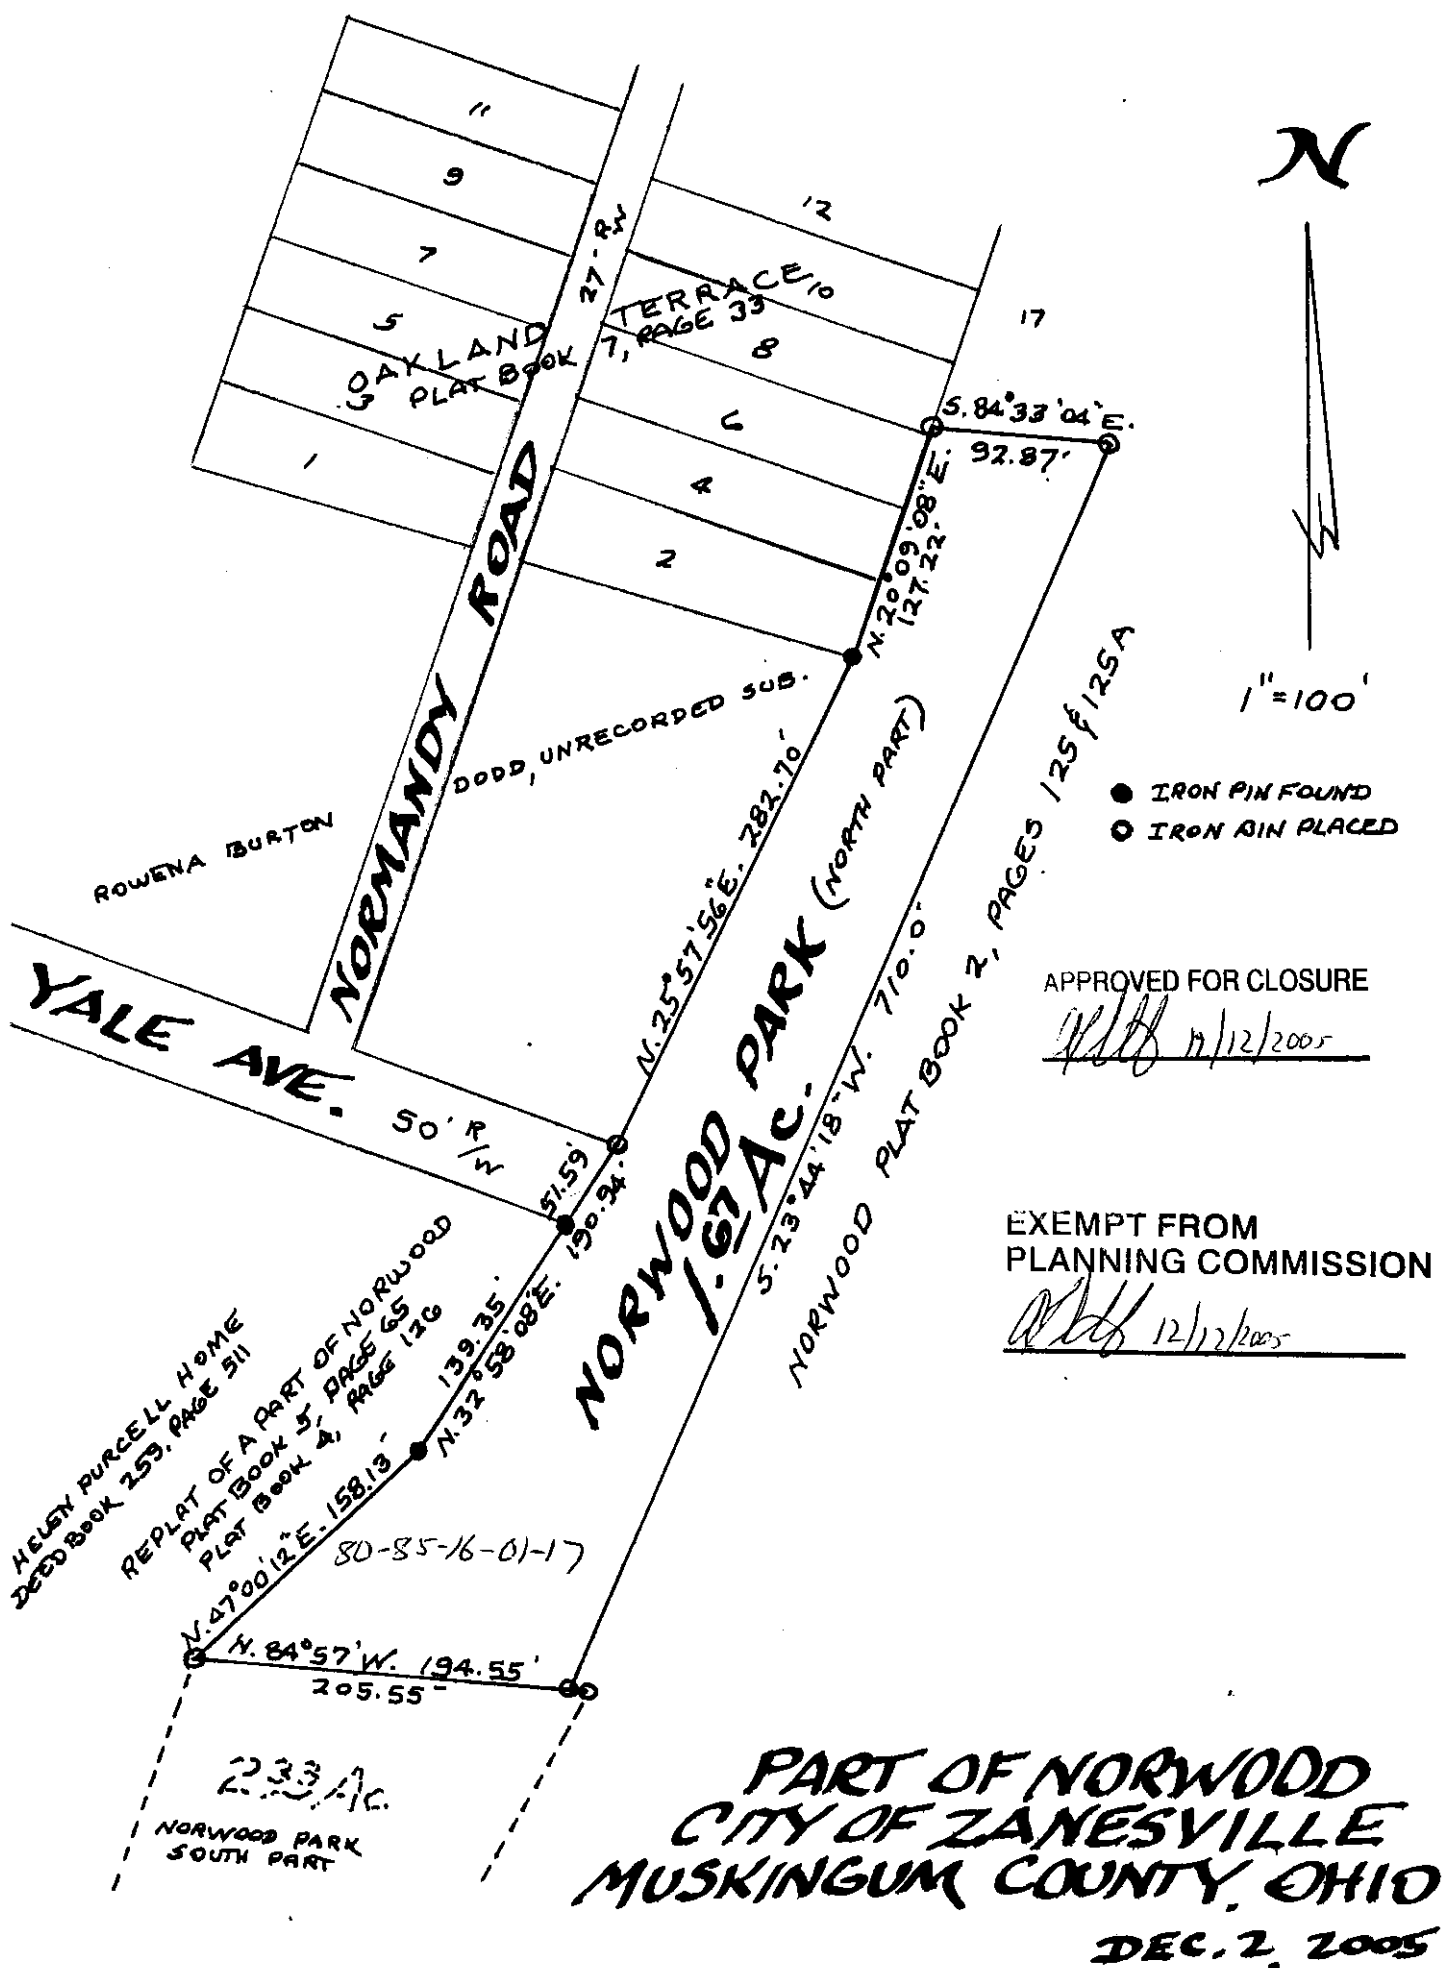 N
11
9
12
7
27' R/W
10
5
OAKLAND TERRACE
PLAT BOOK 7, PAGE 33
17
8
3
6
S. 84°33'04"E.
92.87'
1
4
2
N. 20°09'08"E.
127.22'
NORMANDY ROAD
1"=100'
DODD, UNRECORDED SUB.
ROWENA BURTON
IRON PIN FOUND
IRON PIN PLACED
N. 25°57'56"E. 282.70'
NORWOOD PARK (NORTH PART)
1.67 Ac.
S. 23°44'18"W. 710.0'
NORWOOD PLAT BOOK 2, PAGES 125 & 125A
YALE AVE. 50' R/W
APPROVED FOR CLOSURE
12/12/2005
51.59'
139.35'
N. 32°58'08"E. 190.94'
EXEMPT FROM
PLANNING COMMISSION
12/12/2005
HELEN PURCELL HOME
DEED BOOK 259, PAGE 511
REPLAT OF A PART OF NORWOOD
PLAT BOOK 5, PAGE 65
PLAT BOOK 4, PAGE 126
N. 47°00'12"E. 158.13'
80-85-16-01-17
N. 84°57'W. 194.55'
205.55'
2.33 Ac.
NORWOOD PARK
SOUTH PART
PART OF NORWOOD
CITY OF ZANESVILLE
MUSKINGUM COUNTY, OHIO
DEC. 2, 2005